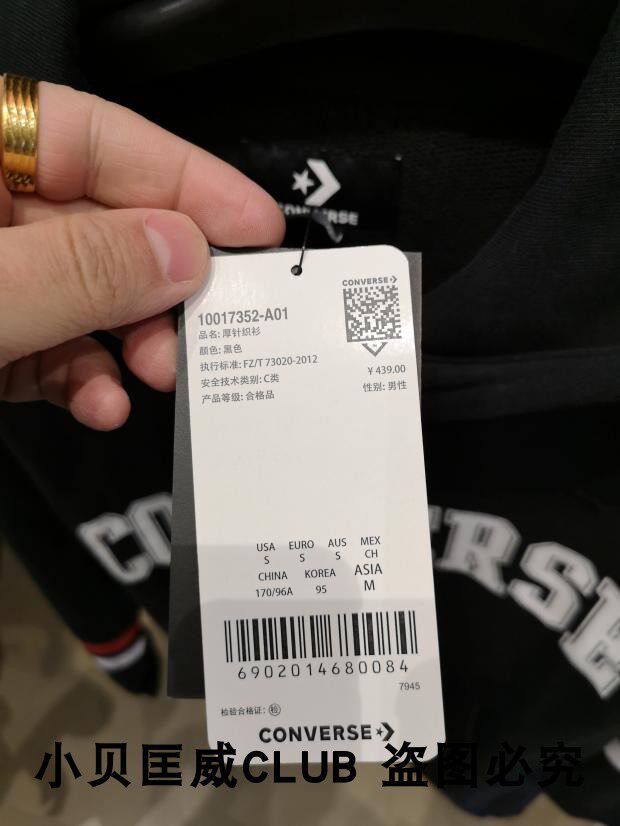 CONVERSE
CONVERSE
10017352-A01
品名: 厚针织衫
颜色: 黑色
执行标准: FZ/T 73020-2012
安全技术类别: C类
产品等级: 合格品
￥439.00
性别: 男性
USA EURO AUS MEX
S S S CH
CHINA KOREA ASIA
170/96A 95 M
6902014680084
7945
检验合格证: 检
CONVERSE
小贝匡威CLUB 盗图必究